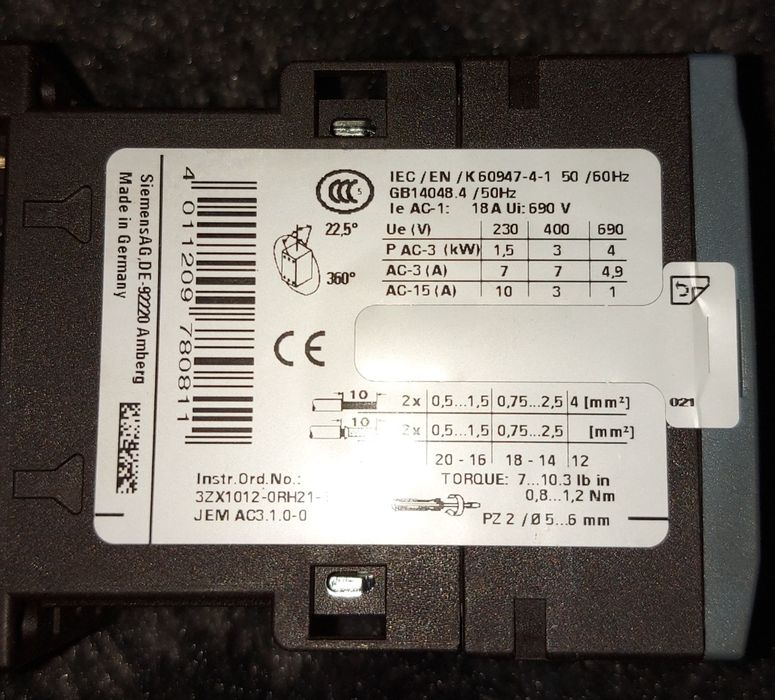 SiemensAG,DE-92220 Amberg
Made in Germany
4 011209 780811
CCC S
IEC /EN /K60947-4-1 50 /60Hz
GB14048.4 /50Hz
Ie AC-1: 18A Ui:690 V
Ue (V) 230 400 690
P AC-3 (kW) 1,5 3 4
AC-3 (A) 7 7 4,9
AC-15 (A) 10 3 1
22,5°
360°
CE
10 2x 0,5...1,5 0,75...2,5 4 [mm²]
10 2x 0,5...1,5 0,75...2,5 [mm²]
20 - 16 18 - 14 12
021
Instr.Ord.No.:
3ZX1012-0RH21-
JEM AC3.1.0-0
TORQUE: 7...10.3 lb in
0,8...1,2 Nm
PZ 2 / Ø 5...6 mm